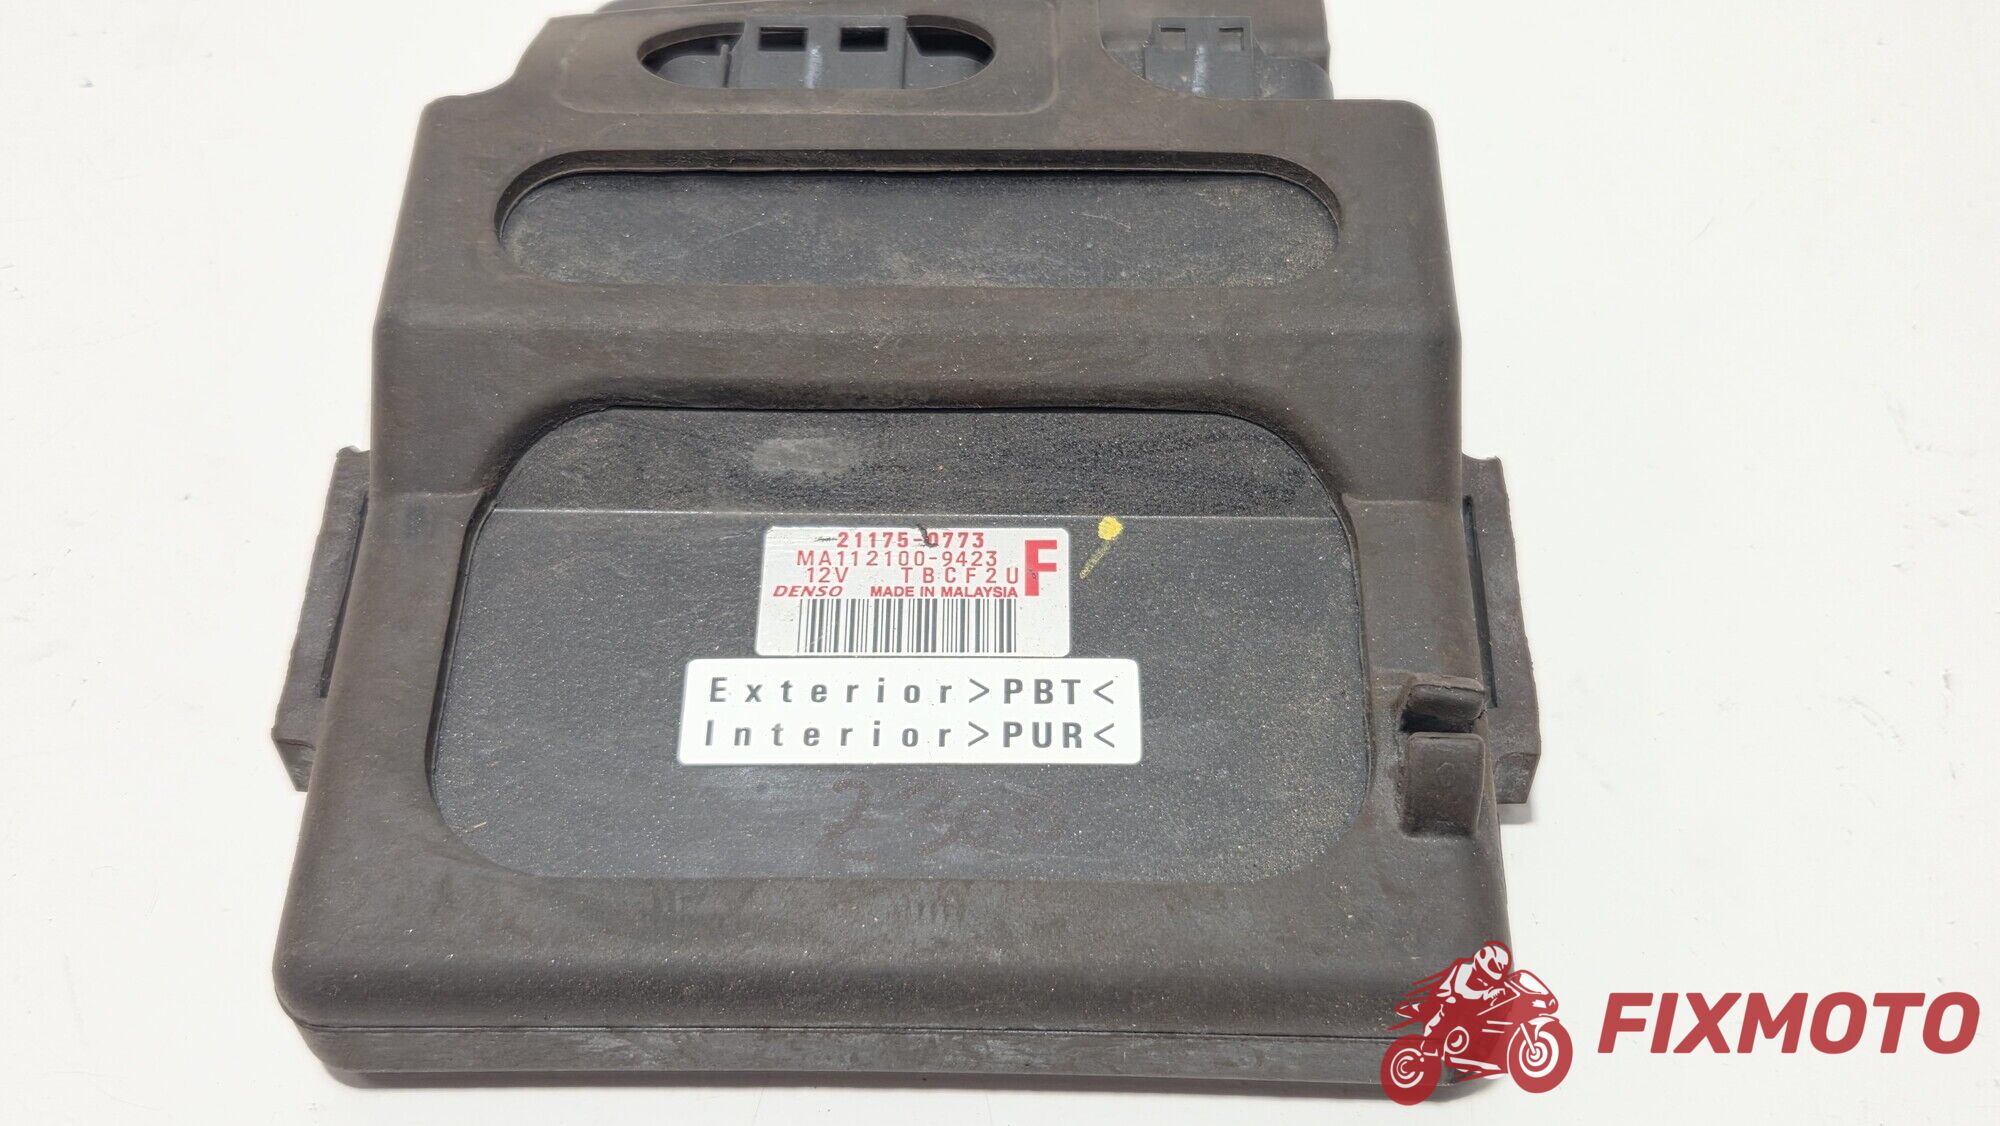 21175-0773
MA112100-9423
12V TBCF2U F
DENSO MADE IN MALAYSIA
Exterior>PBT<
Interior>PUR<
FIXMOTO